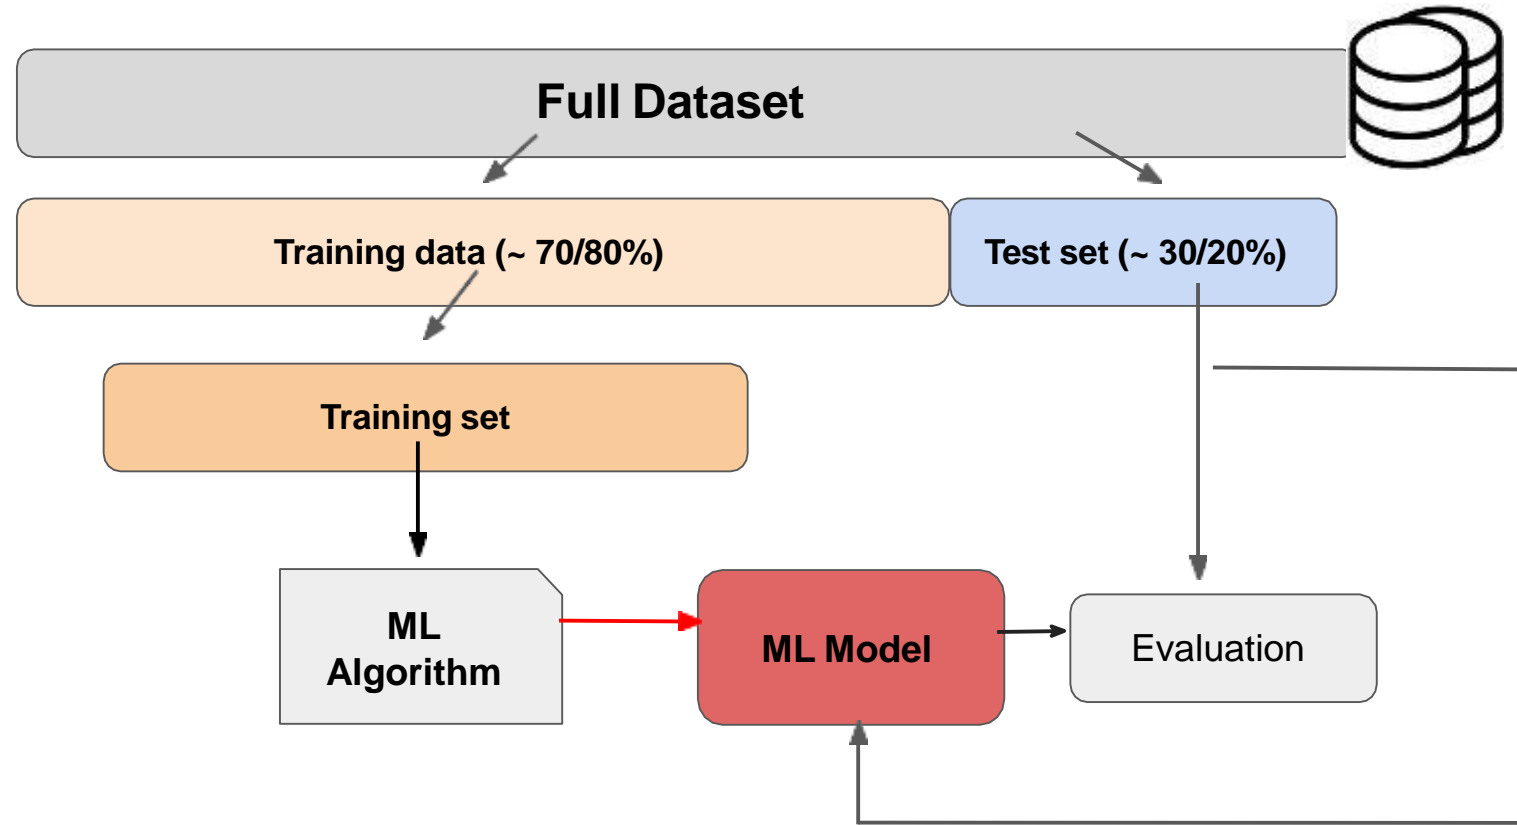 Full Dataset
Training data (~ 70/80%)
Test set (~ 30/20%)
Training set
ML
Algorithm
ML Model
Evaluation